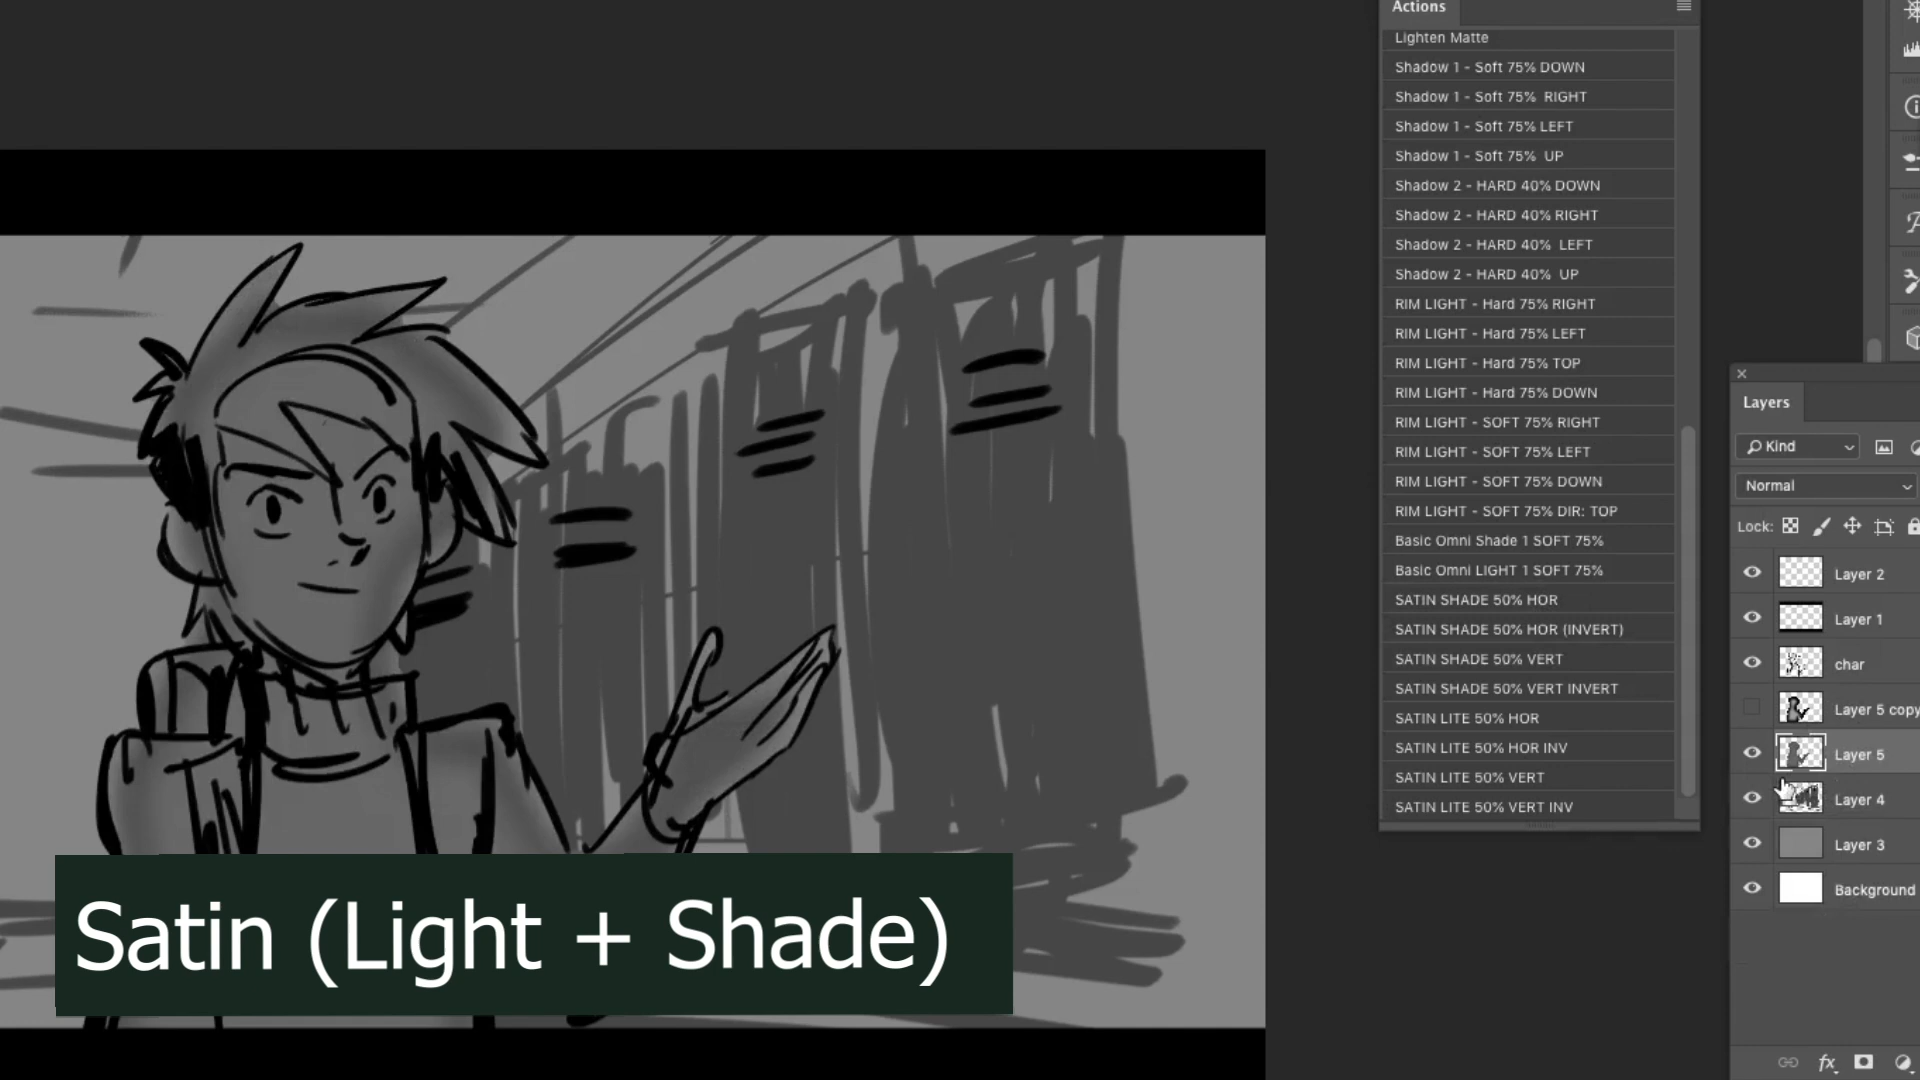 Actions
Lighten Matte
Shadow 1 - Soft 75% DOWN
Shadow 1 - Soft 75%  RIGHT
Shadow 1 - Soft 75% LEFT
Shadow 1 - Soft 75%  UP
Shadow 2 - HARD 40% DOWN
Shadow 2 - HARD 40% RIGHT
Shadow 2 - HARD 40%  LEFT
Shadow 2 - HARD 40%  UP
RIM LIGHT - Hard 75% RIGHT
RIM LIGHT - Hard 75% LEFT
RIM LIGHT - Hard 75% TOP
RIM LIGHT - Hard 75% DOWN
RIM LIGHT - SOFT 75% RIGHT
RIM LIGHT - SOFT 75% LEFT
RIM LIGHT - SOFT 75% DOWN
RIM LIGHT - SOFT 75% DIR: TOP
Basic Omni Shade 1 SOFT 75%
Basic Omni LIGHT 1 SOFT 75%
SATIN SHADE 50% HOR
SATIN SHADE 50% HOR (INVERT)
SATIN SHADE 50% VERT
SATIN SHADE 50% VERT INVERT
SATIN LITE 50% HOR
SATIN LITE 50% HOR INV
SATIN LITE 50% VERT
SATIN LITE 50% VERT INV
Layers
Kind
Normal
Lock:
Layer 2
Layer 1
char
Layer 5 copy
Layer 5
Layer 4
Layer 3
Background
fx
Satin (Light + Shade)